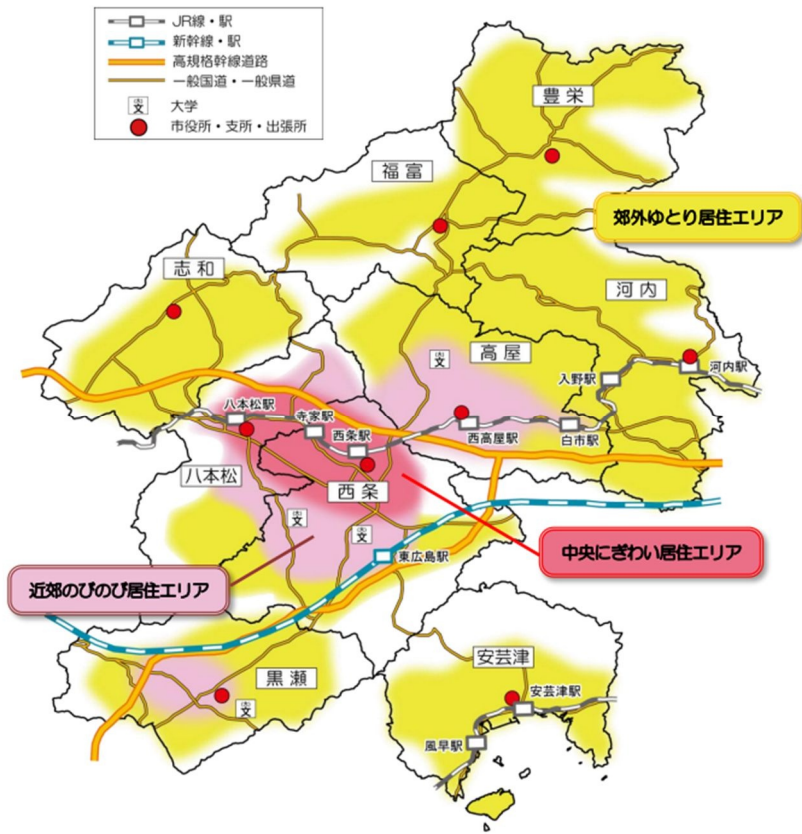 JR線・駅
新幹線・駅
高規格幹線道路
一般国道・一般県道
文 大学
市役所・支所・出張所
豊栄
福富
郊外ゆとり居住エリア
志和
河内
高屋
文
入野駅
河内駅
八本松駅
寺家駅
西条駅
西高屋駅
白市駅
八本松
西条
文
文
東広島駅
中央にぎわい居住エリア
近郊のびのび居住エリア
黒瀬
文
安芸津
安芸津駅
風早駅